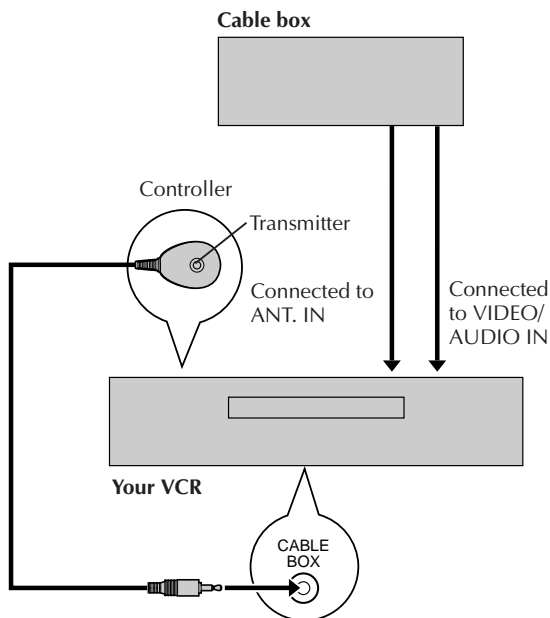 Cable box
Controller
Transmitter
Connected to
ANT. IN
Connected
to VIDEO/
AUDIO IN
Your VCR
CABLE
BOX